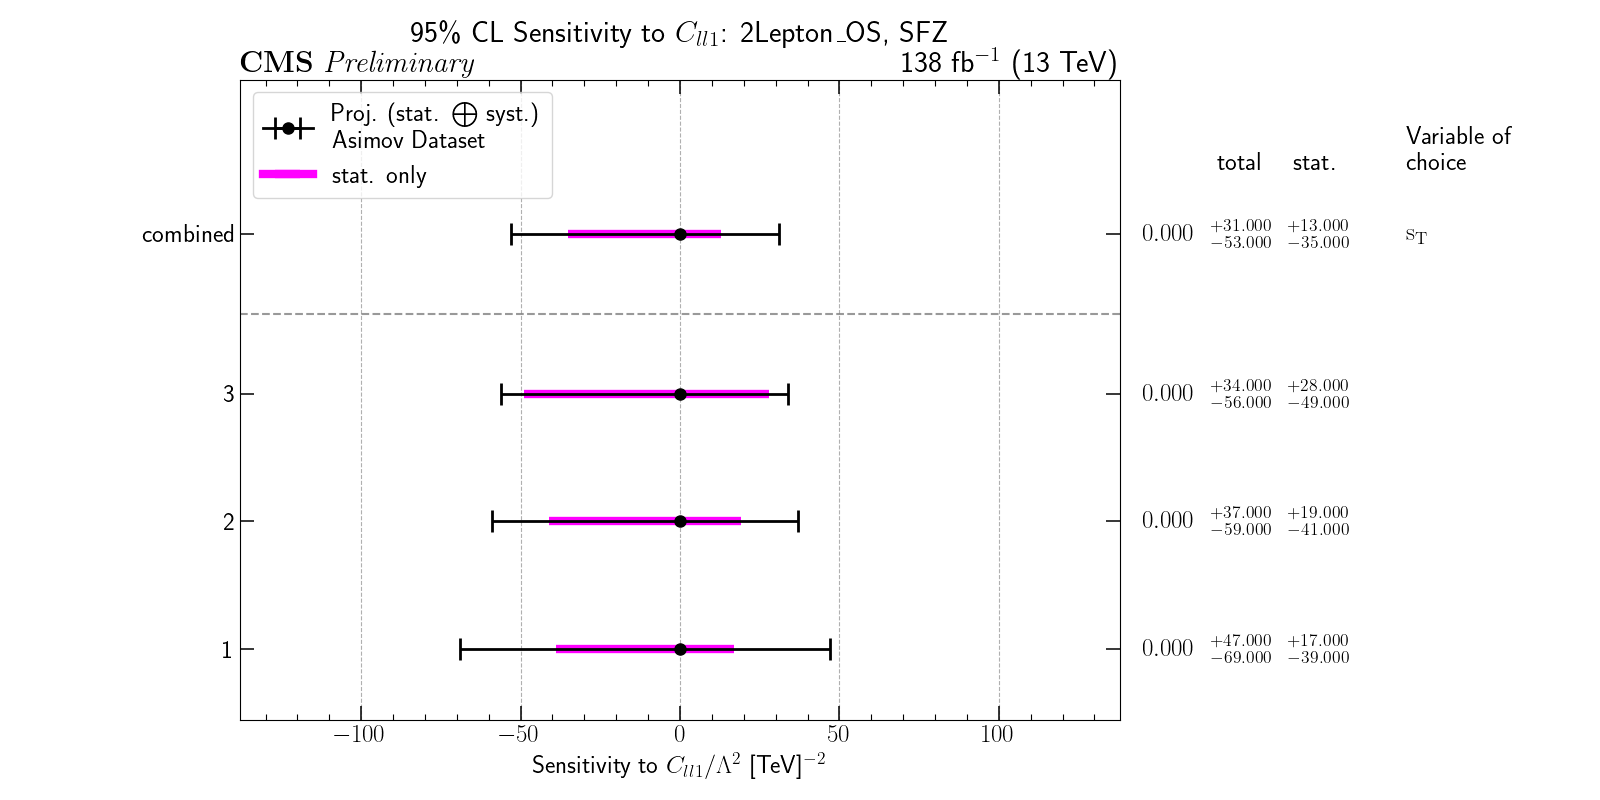 95% CL Sensitivity to C_{ll1}: 2Lepton_OS, SFZ
CMS Preliminary 138 fb^{-1} (13 TeV)
Proj. (stat. ⨁ syst.)
Asimov Dataset
stat. only
Variable of
choice
total stat.
combined 0.000 +31.000 −53.000 +13.000 −35.000 s_T
3 0.000 +34.000 −56.000 +28.000 −49.000
2 0.000 +37.000 −59.000 +19.000 −41.000
1 0.000 +47.000 −69.000 +17.000 −39.000
−100 −50 0 50 100
Sensitivity to C_{ll1}/Λ^2 [TeV]^{-2}